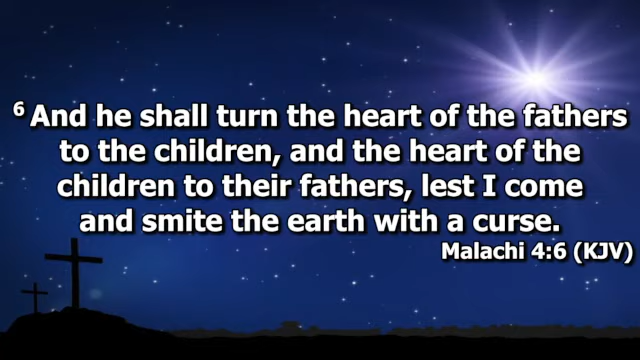 6 And he shall turn the heart of the fathers
to the children, and the heart of the
children to their fathers, lest I come
and smite the earth with a curse.
Malachi 4:6 (KJV)